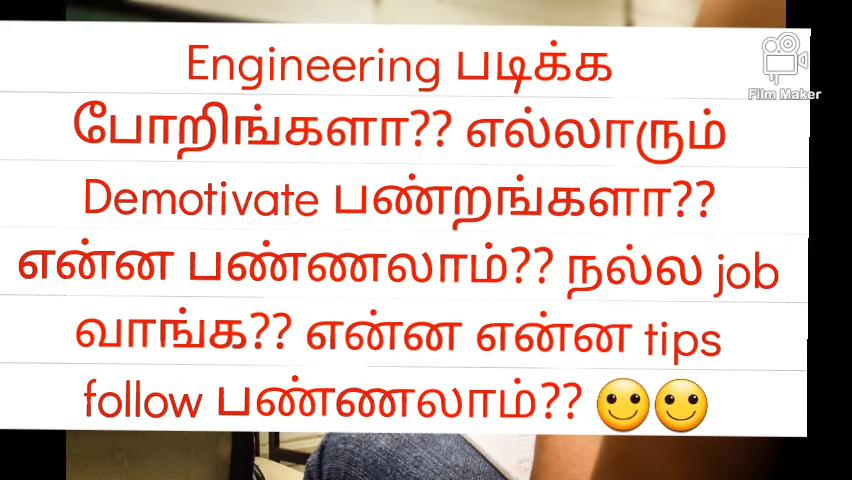 Engineering படிக்க
போறிங்களா?? எல்லாரும்
Demotivate பண்றங்களா??
என்ன பண்ணலாம்?? நல்ல job
வாங்க?? என்ன என்ன tips
follow பண்ணலாம்?? 🙂🙂
Film Maker